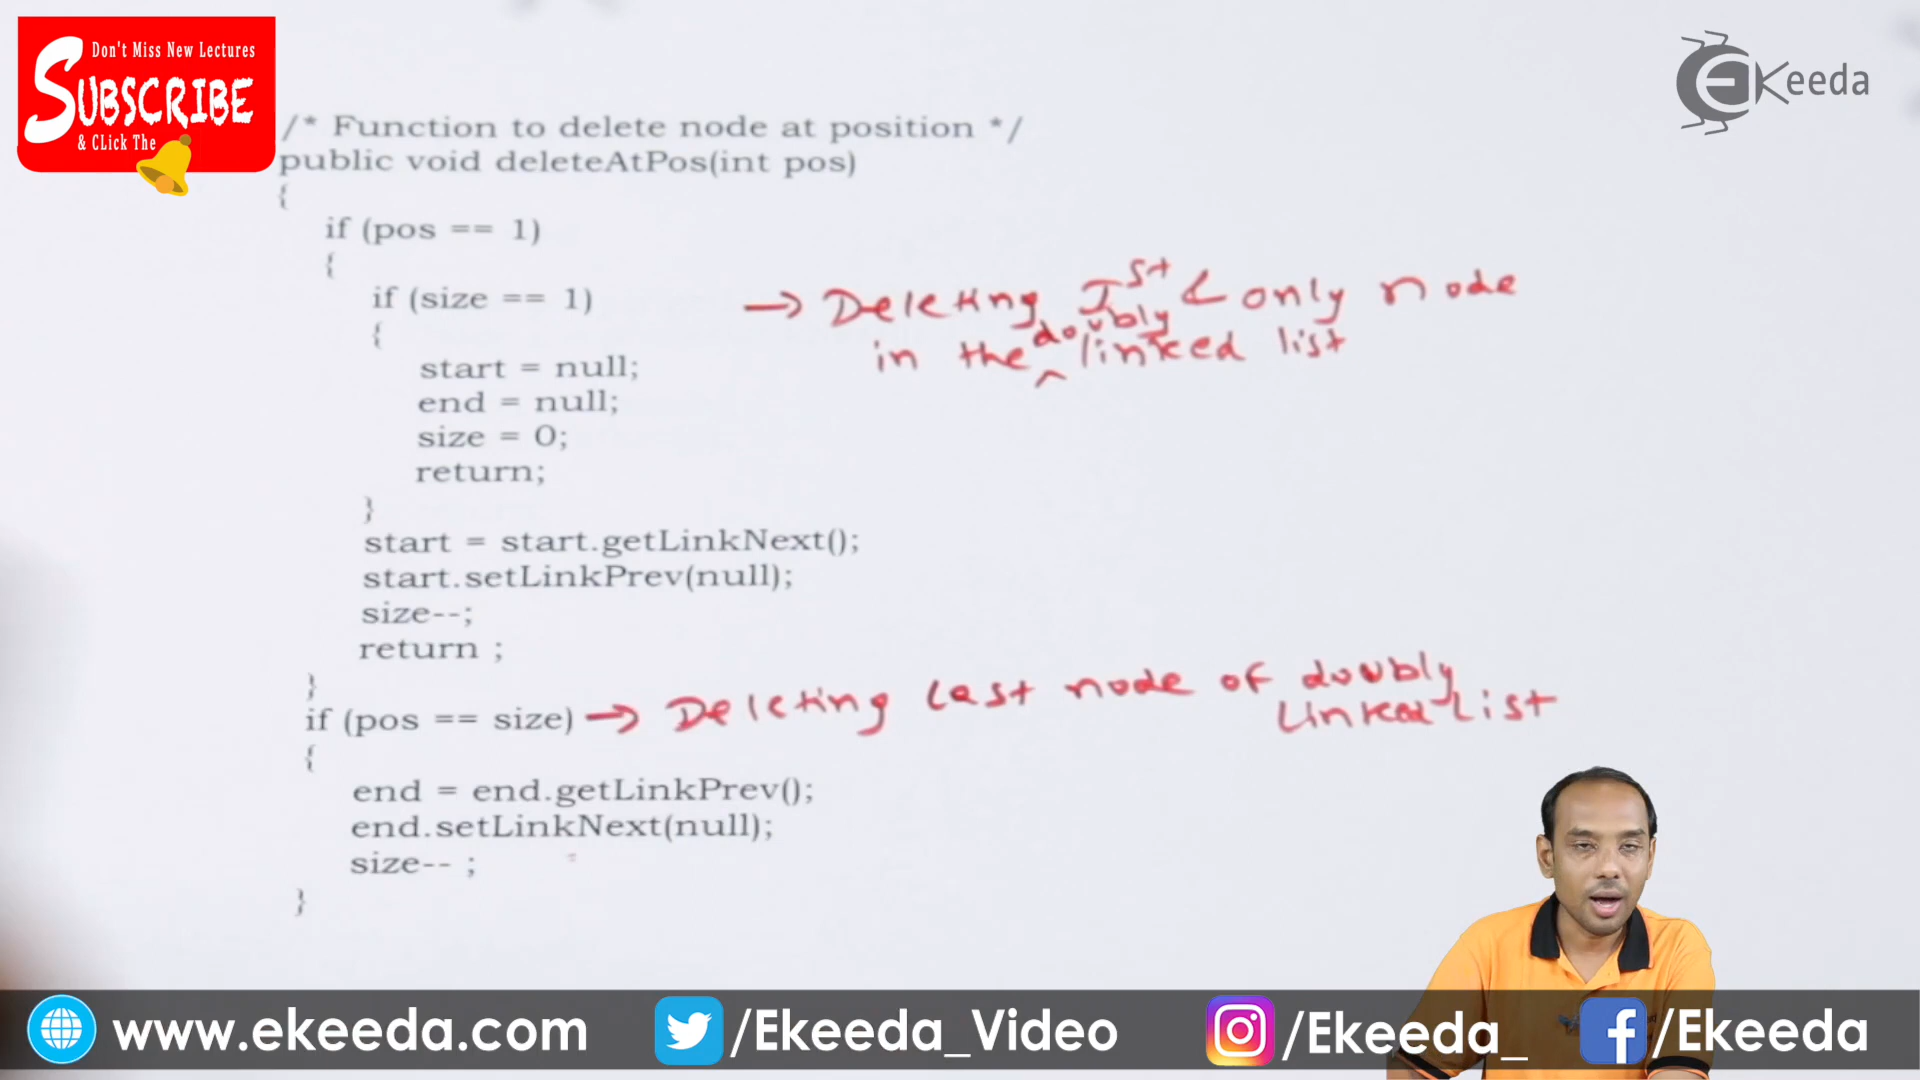 Don't Miss New Lectures
SUBSCRIBE
& CLick The
Ekeeda
/* Function to delete node at position */
public void deleteAtPos(int pos)
{
if (pos == 1)
{
if (size == 1)
→ Deleting Ist & only node
{
in the ^ doubly linked list
start = null;
end = null;
size = 0;
return;
}
start = start.getLinkNext();
start.setLinkPrev(null);
size--;
return ;
}
if (pos == size) → Deleting Last node of doubly
Linked List
{
end = end.getLinkPrev();
end.setLinkNext(null);
size-- ;
}
www.ekeeda.com
/Ekeeda_Video
/Ekeeda_
/Ekeeda